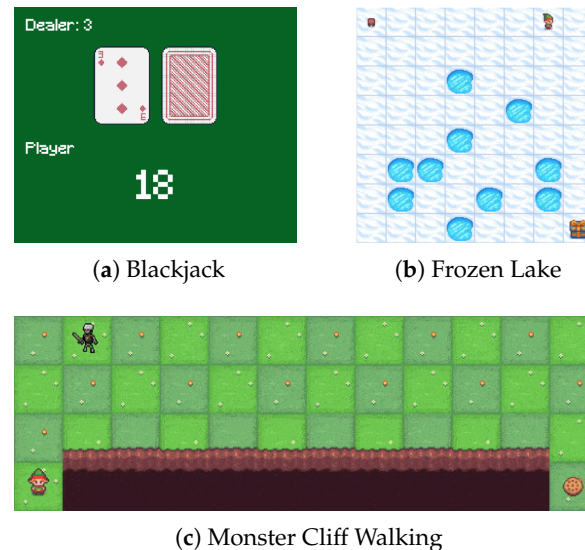 Dealer: 3
3
3
Player
18
(a) Blackjack
(b) Frozen Lake
(c) Monster Cliff Walking